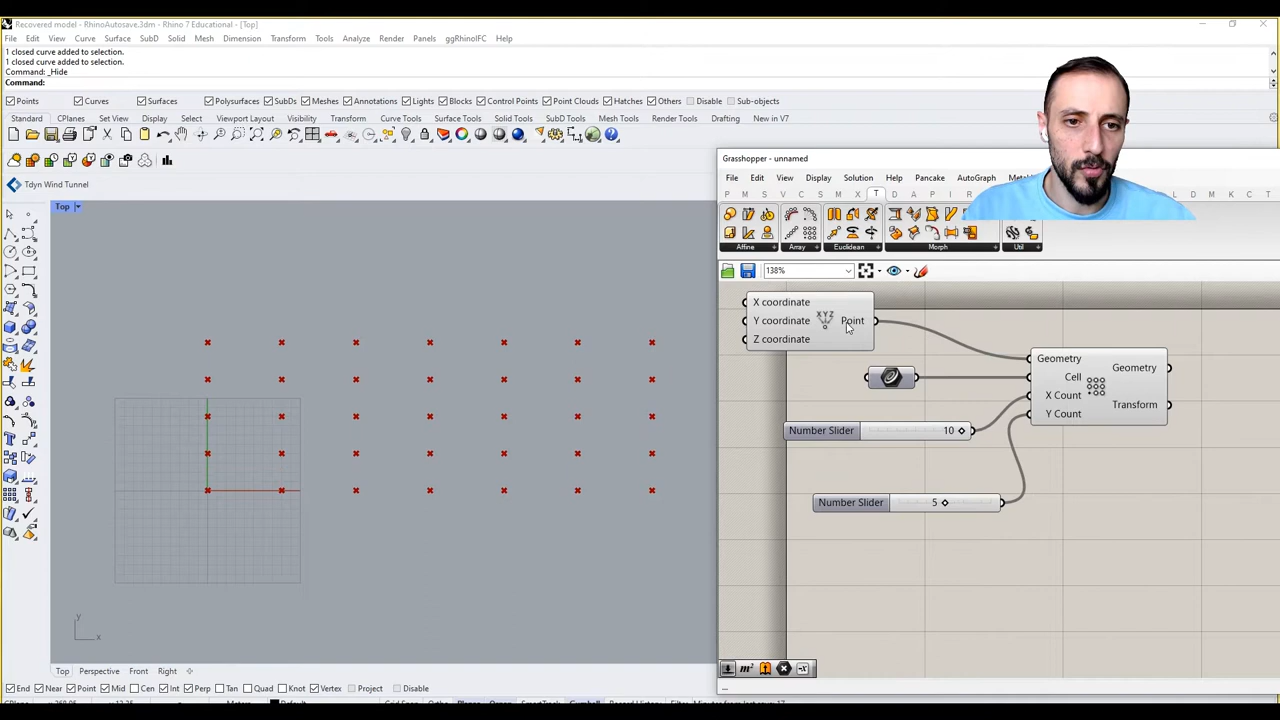 Recovered model - RhinoAutosave.3dm - Rhino 7 Educational - [Top]
File Edit View Curve Surface SubD Solid Mesh Dimension Transform Tools Analyze Render Panels ggRhinoIFC Help
1 closed curve added to selection.
1 closed curve added to selection.
Command: _Hide
Command:
Points Curves Surfaces Polysurfaces SubDs Meshes Annotations Lights Blocks Control Points Point Clouds Hatches Others Disable Sub-objects
Standard CPlanes Set View Display Select Viewport Layout Visibility Transform Curve Tools Surface Tools Solid Tools SubD Tools Mesh Tools Render Tools Drafting New in V7
Tdyn Wind Tunnel
Top
y
x
Top Perspective Front Right
End Near Point Mid Cen Int Perp Tan Quad Knot Vertex Project Disable
Grasshopper - unnamed
File Edit View Display Solution Help Pancake AutoGraph
P M S V C S M X T D A
Affine Array Euclidean Morph Util
138%
X coordinate
Y coordinate
Z coordinate
XYZ
Point
Number Slider 10
Number Slider 5
Geometry
Cell
X Count
Y Count
Geometry
Transform
m²
-x
...